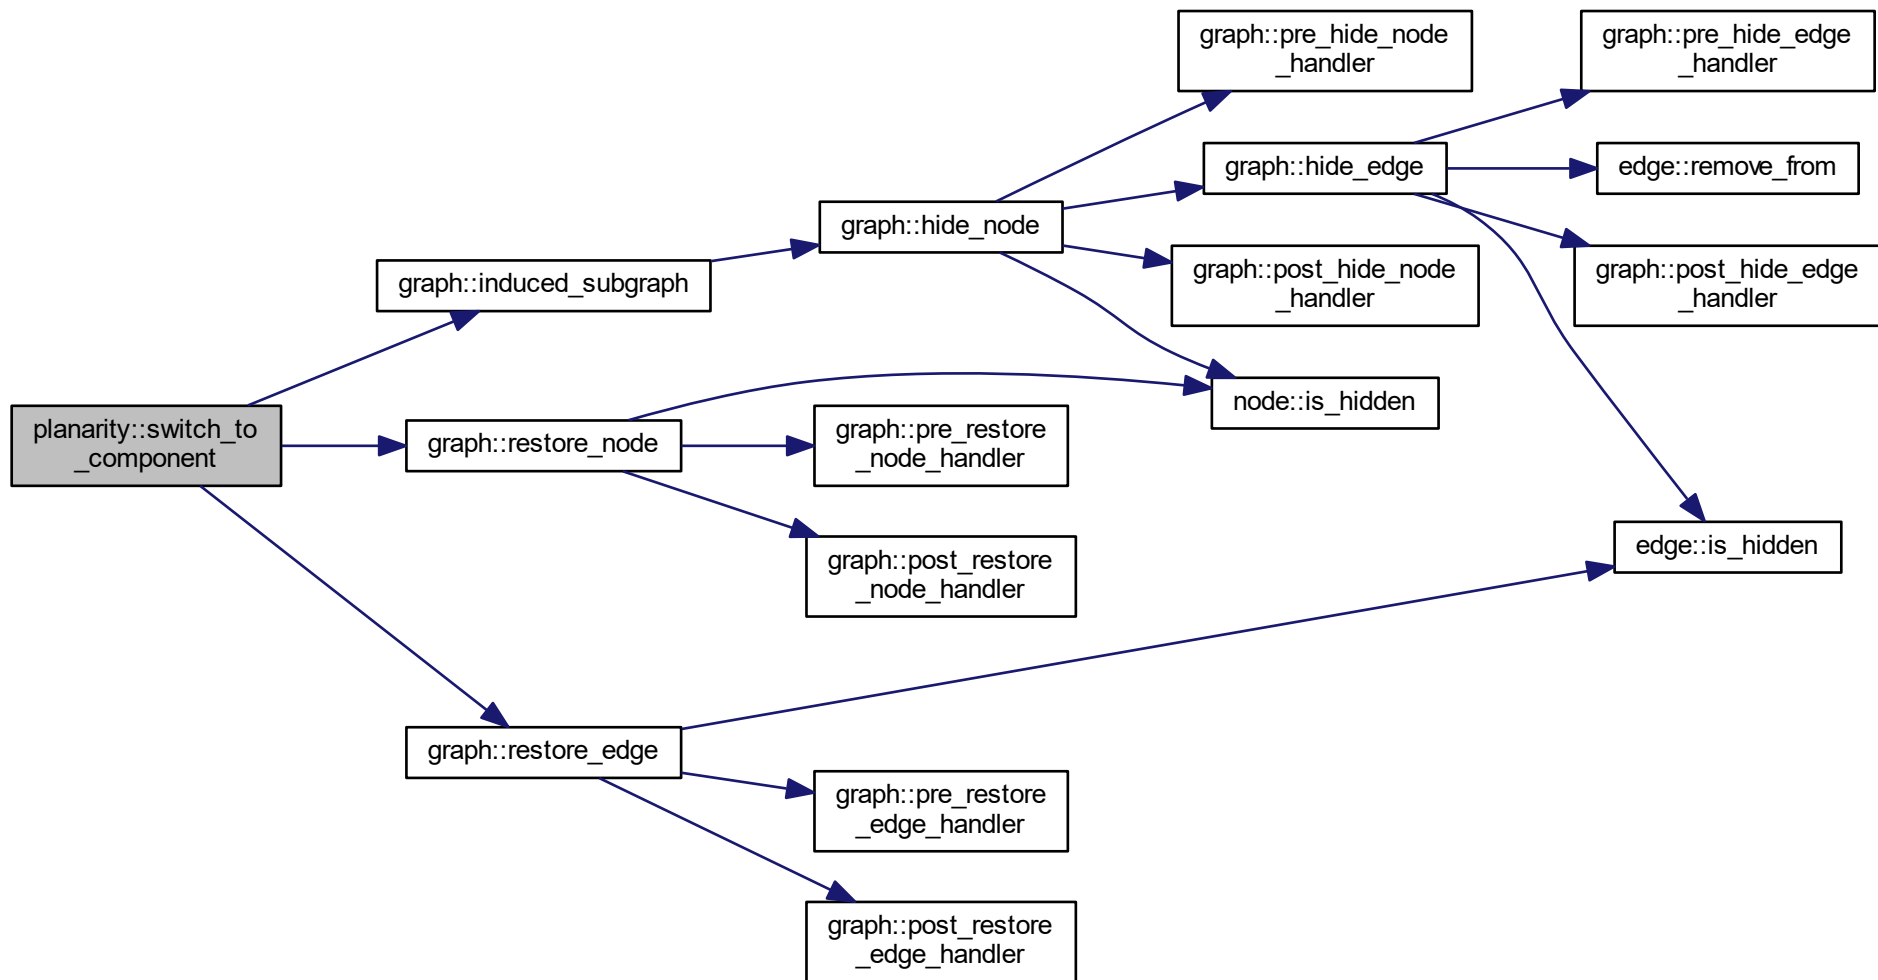 planarity::switch_to
_component
graph::induced_subgraph
graph::hide_node
graph::pre_hide_node
_handler
graph::hide_edge
graph::pre_hide_edge
_handler
edge::remove_from
graph::post_hide_edge
_handler
edge::is_hidden
graph::post_hide_node
_handler
node::is_hidden
graph::restore_node
graph::pre_restore
_node_handler
graph::post_restore
_node_handler
graph::restore_edge
graph::pre_restore
_edge_handler
graph::post_restore
_edge_handler